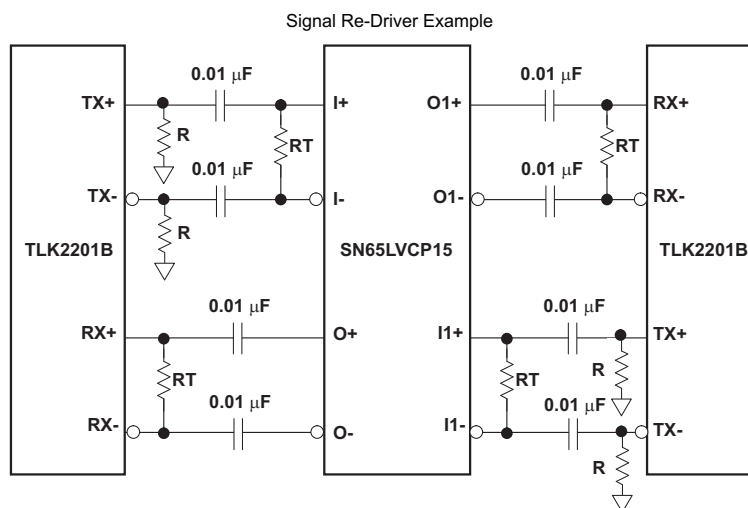 Signal Re-Driver Example
0.01 μF
0.01 μF
TX+
I+
O1+
RX+
R
RT
RT
0.01 μF
0.01 μF
TX-
I-
O1-
RX-
R
TLK2201B
SN65LVCP15
TLK2201B
0.01 μF
0.01 μF
RX+
O+
I1+
TX+
RT
RT
R
0.01 μF
0.01 μF
RX-
O-
I1-
TX-
R